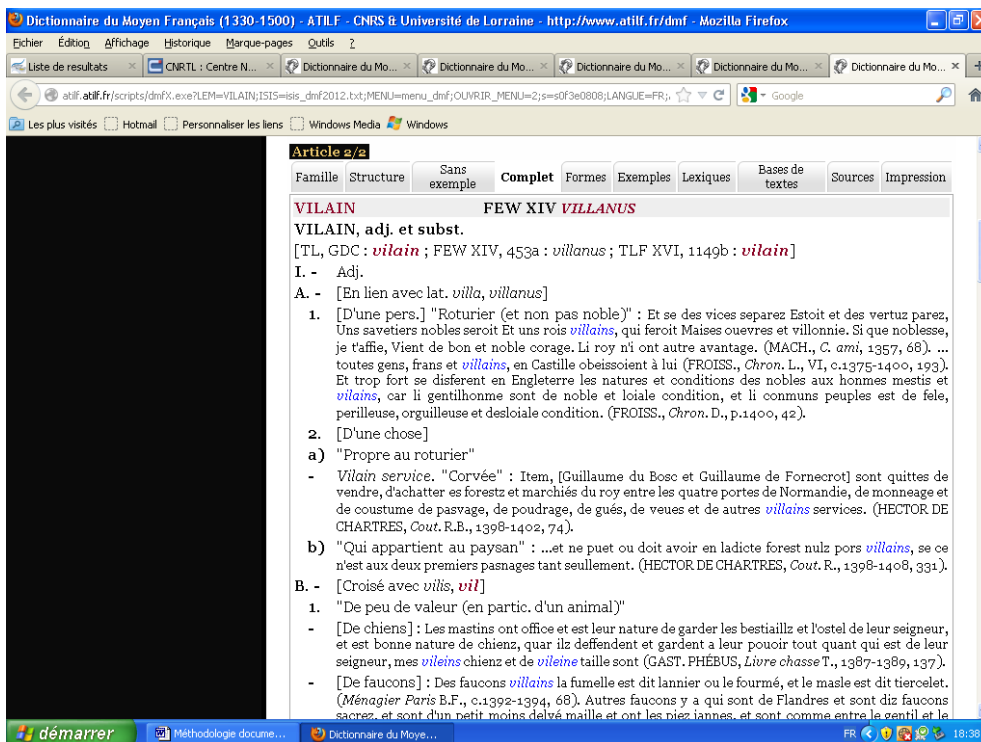 Dictionnaire du Moyen Français (1330-1500) - ATILF - CNRS & Université de Lorraine - http://www.atilf.fr/dmf - Mozilla Firefox
Fichier Édition Affichage Historique Marque-pages Outils ?
Liste de resultats × CNRTL : Centre N... × Dictionnaire du Mo... × Dictionnaire du Mo... × Dictionnaire du Mo... × Dictionnaire du Mo... × Dictionnaire du Mo... × +
atilf.atilf.fr/scripts/dmfX.exe?LEM=VILAIN;ISIS=isis_dmf2012.txt;MENU=menu_dmf;OUVRIR_MENU=2;s=s0f3e0808;LANGUE=FR;. Google
Les plus visités Hotmail Personnaliser les liens Windows Media Windows
Article 2/2
Famille Structure Sans exemple Complet Formes Exemples Lexiques Bases de textes Sources Impression
VILAIN FEW XIV VILLANUS
VILAIN, adj. et subst.
[TL, GDC : vilain ; FEW XIV, 453a : villanus ; TLF XVI, 1149b : vilain]
I. - Adj.
A. - [En lien avec lat. villa, villanus]
1. [D'une pers.] "Roturier (et non pas noble)" : Et se des vices separez Estoit et des vertuz parez,
Uns savetiers nobles seroit Et uns rois villains, qui feroit Maises ouevres et villonnie. Si que noblesse,
je t'affie, Vient de bon et noble corage. Li roy n'i ont autre avantage. (MACH., C. ami, 1357, 68). ...
toutes gens, frans et villains, en Castille obeissoient à lui (FROISS., Chron. L., VI, c.1375-1400, 193).
Et trop fort se disferent en Engleterre les natures et conditions des nobles aux honmes mestis et
vilains, car li gentilhonme sont de noble et loiale condition, et li conmuns peuples est de fele,
perilleuse, orguilleuse et desloiale condition. (FROISS., Chron. D., p.1400, 42).
2. [D'une chose]
a) "Propre au roturier"
- Vilain service. "Corvée" : Item, [Guillaume du Bosc et Guillaume de Fornecrot] sont quittes de
vendre, d'achatter es forestz et marchiés du roy entre les quatre portes de Normandie, de monneage et
de coustume de pasvage, de poudrage, de gués, de veues et de autres villains services. (HECTOR DE
CHARTRES, Cout. R.B., 1398-1402, 74).
b) "Qui appartient au paysan" : ...et ne puet ou doit avoir en ladicte forest nulz pors villains, se ce
n'est aux deux premiers pasnages tant seullement. (HECTOR DE CHARTRES, Cout. R., 1398-1408, 331).
B. - [Croisé avec vilis, vil]
1. "De peu de valeur (en partic. d'un animal)"
- [De chiens] : Les mastins ont office et est leur nature de garder les bestiaillz et l'ostel de leur seigneur,
et est bonne nature de chienz, quar ilz deffendent et gardent a leur pouoir tout quant qui est de leur
seigneur, mes vileins chienz et de vileine taille sont (GAST. PHÉBUS, Livre chasse T., 1387-1389, 137).
- [De faucons] : Des faucons villains la fumelle est dit lannier ou le fourmé, et le masle est dit tiercelet.
(Ménagier Paris B.F., c.1392-1394, 68). Autres faucons y a qui sont de Flandres et sont diz faucons
sacrez, et sont d'un petit moins delyé maille et ont les piez jannes, et sont comme entre le gentil et le
démarrer Méthodologie docume... Dictionnaire du Moye... FR 18:38